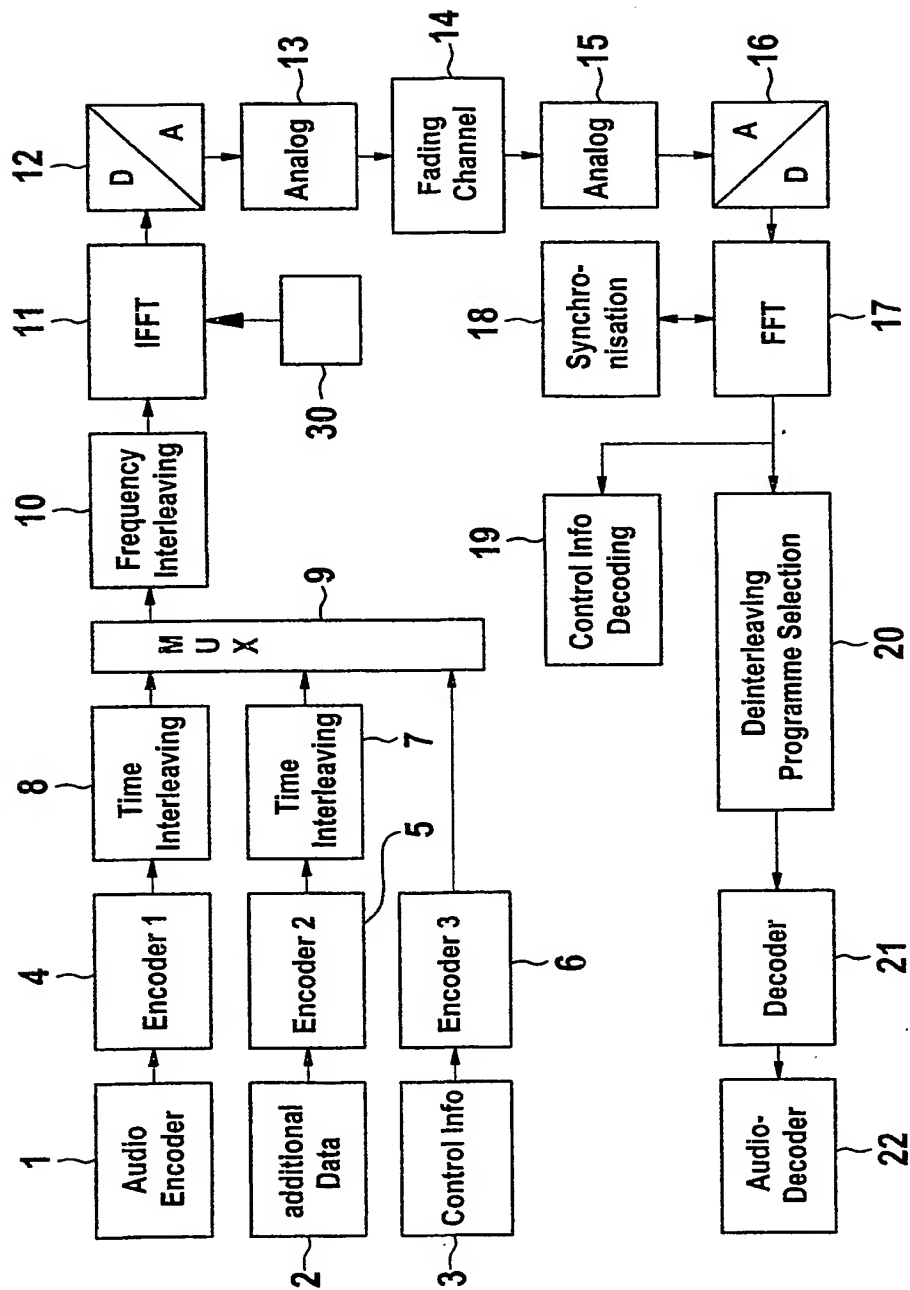 1
Audio
Encoder
4
Encoder 1
8
Time
Interleaving
2
additional
Data
Encoder 2
5
Time
Interleaving
7
3
Control Info
Encoder 3
6
MUX
9
10
Frequency
Interleaving
11
IFFT
30
12
D
A
Analog
13
Fading
Channel
14
Analog
15
A
D
16
FFT
17
18
Synchro-
nisation
19
Control Info
Decoding
Deinterleaving
Programme Selection
20
Decoder
21
Audio-
Decoder
22